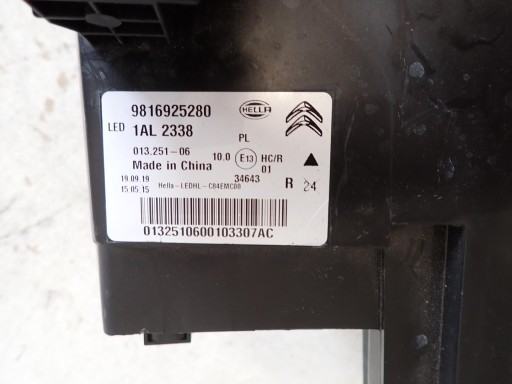 9816925280
HELLA
LED 1AL 2338
PL
013.251-06
10.0 E13 HC/R
Made in China
01
19.09.19
34643
15.05.15
Hella-LEDHL-C84EMC00
R 24
0132510600103307AC